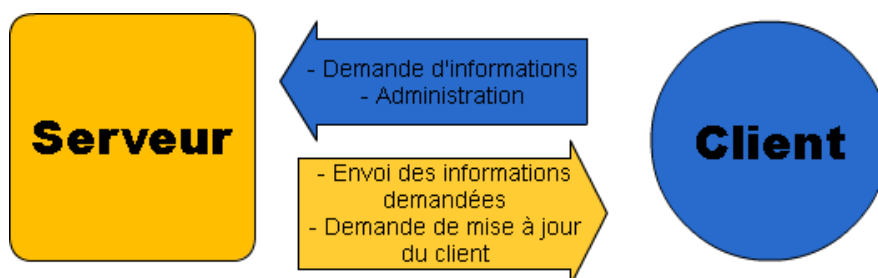 Serveur
- Demande d'informations
- Administration
- Envoi des informations
demandées
- Demande de mise à jour
du client
Client